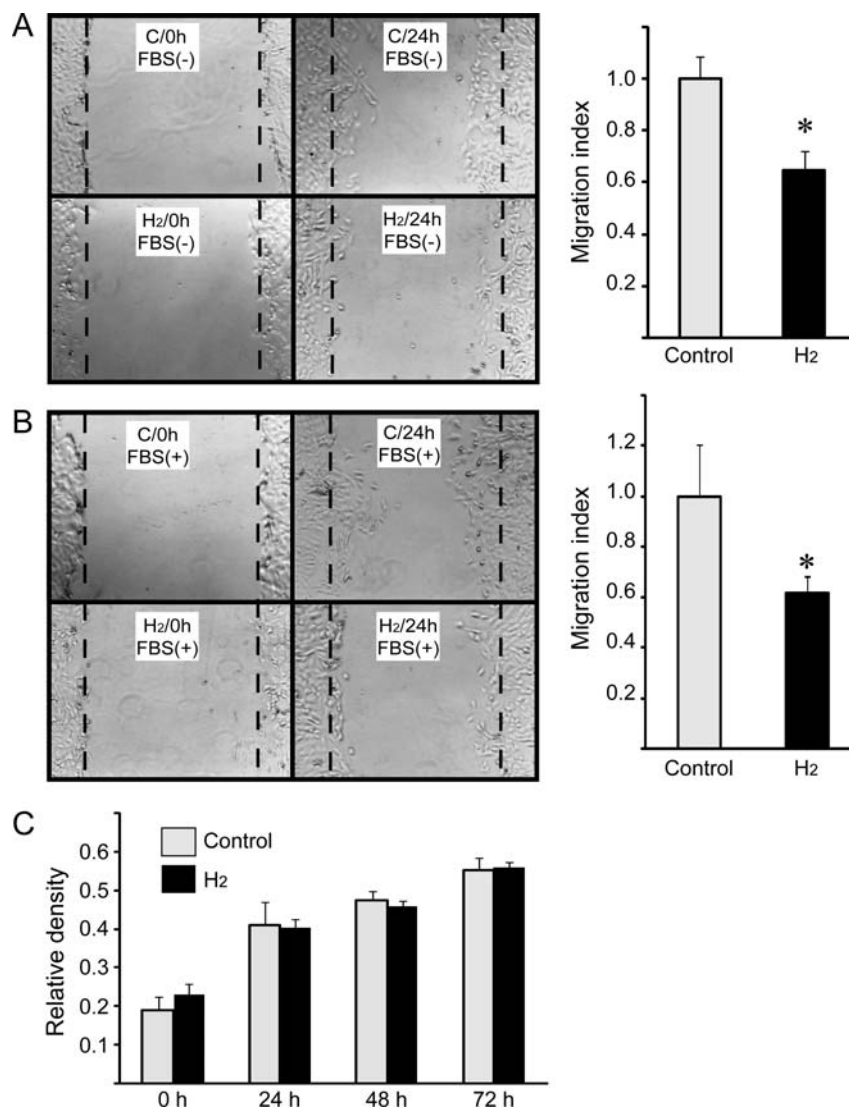 A
C/0h
FBS(-)
C/24h
FBS(-)
H2/0h
FBS(-)
H2/24h
FBS(-)
Migration index
1.0
0.8
0.6
0.4
0.2
*
Control
H2
B
C/0h
FBS(+)
C/24h
FBS(+)
H2/0h
FBS(+)
H2/24h
FBS(+)
Migration index
1.2
1.0
0.8
0.6
0.4
0.2
*
Control
H2
C
Control
H2
Relative density
0.6
0.5
0.4
0.3
0.2
0.1
0 h
24 h
48 h
72 h